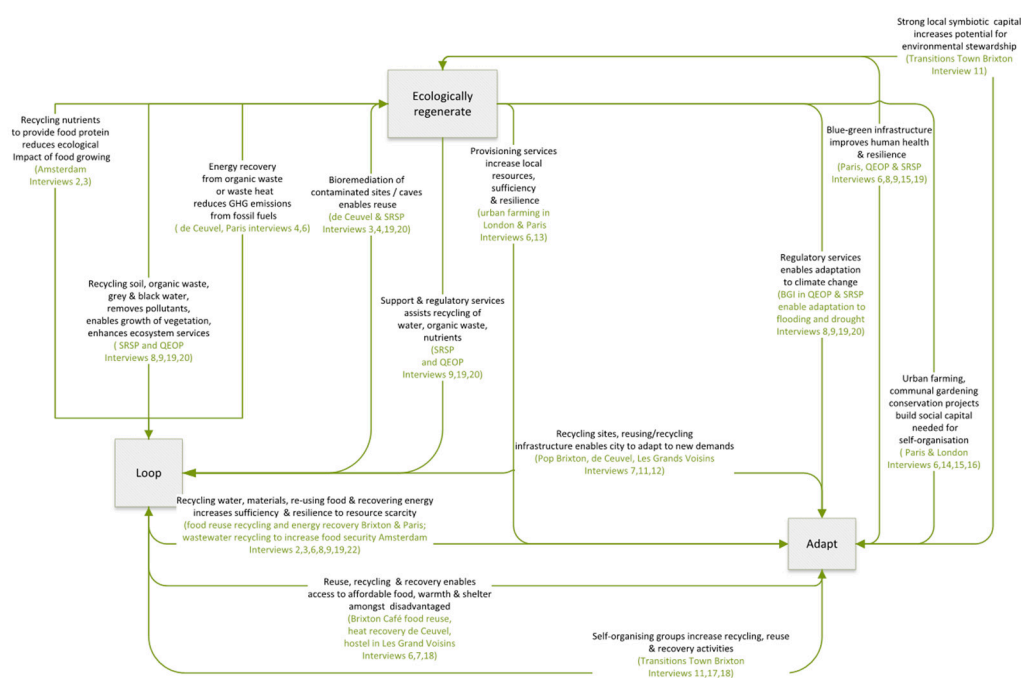 Strong local symbiotic capital
increases potential for
environmental stewardship
(Transitions Town Brixton
Interview 11)
Ecologically
regenerate
Recycling nutrients
to provide food protein
reduces ecological
Impact of food growing
(Amsterdam
Interviews 2,3)
Energy recovery
from organic waste
or waste heat
reduces GHG emissions
from fossil fuels
( de Ceuvel, Paris interviews 4,6)
Bioremediation of
contaminated sites / caves
enables reuse
(de Ceuvel & SRSP
Interviews 3,4,19,20)
Provisioning services
increase local
resources,
sufficiency
& resilience
(urban farming in
London & Paris
Interviews 6,13)
Blue-green infrastructure
improves human health
& resilience
(Paris, QEOP & SRSP
Interviews 6,8,9,15,19)
Recycling soil, organic waste,
grey & black water,
removes pollutants,
enables growth of vegetation,
enhances ecosystem services
( SRSP and QEOP
Interviews 8,9,19,20)
Support & regulatory services
assists recycling of
water, organic waste,
nutrients
(SRSP
and QEOP
Interviews 9,19,20)
Regulatory services
enables adaptation
to climate change
(BGI in QEOP & SRSP
enable adaptation to
flooding and drought
Interviews 8,9,19,20)
Urban farming,
communal gardening
conservation projects
build social capital
needed for
self-organisation
( Paris & London
Interviews 6,14,15,16)
Loop
Recycling sites, reusing/recycling
infrastructure enables city to adapt to new demands
(Pop Brixton, de Ceuvel, Les Grands Voisins
Interviews 7,11,12)
Recycling water, materials, re-using food & recovering energy
increases sufficiency & resilience to resource scarcity
(food reuse recycling and energy recovery Brixton & Paris;
wastewater recycling to increase food security Amsterdam
Interviews 2,3,6,8,9,19,22)
Adapt
Reuse, recycling & recovery enables
access to affordable food, warmth & shelter
amongst disadvantaged
(Brixton Café food reuse,
heat recovery de Ceuvel,
hostel in Les Grand Voisins
Interviews 6,7,18)
Self-organising groups increase recycling, reuse
& recovery activities
(Transitions Town Brixton
Interviews 11,17,18)